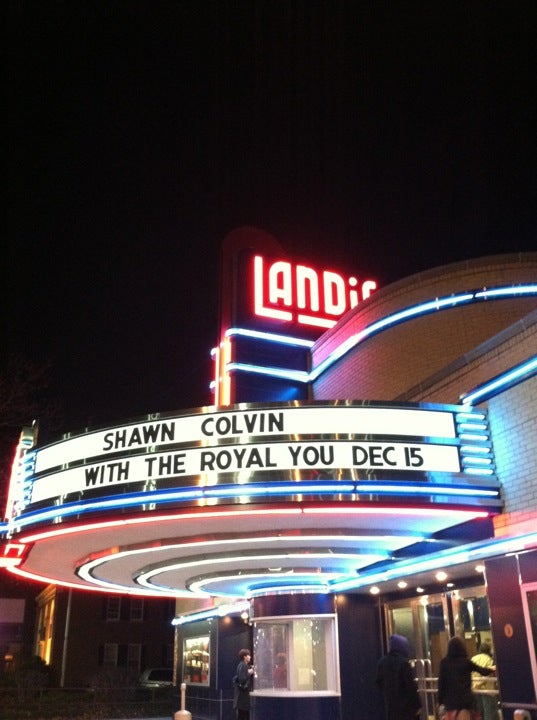 LANDiS
SHAWN COLVIN
WITH THE ROYAL YOU DEC 15